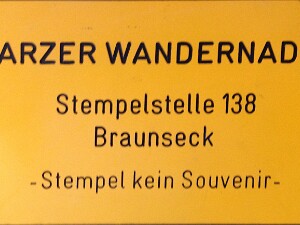 ARZER WANDERNAD
Stempelstelle 138
Braunseck
-Stempel kein Souvenir-